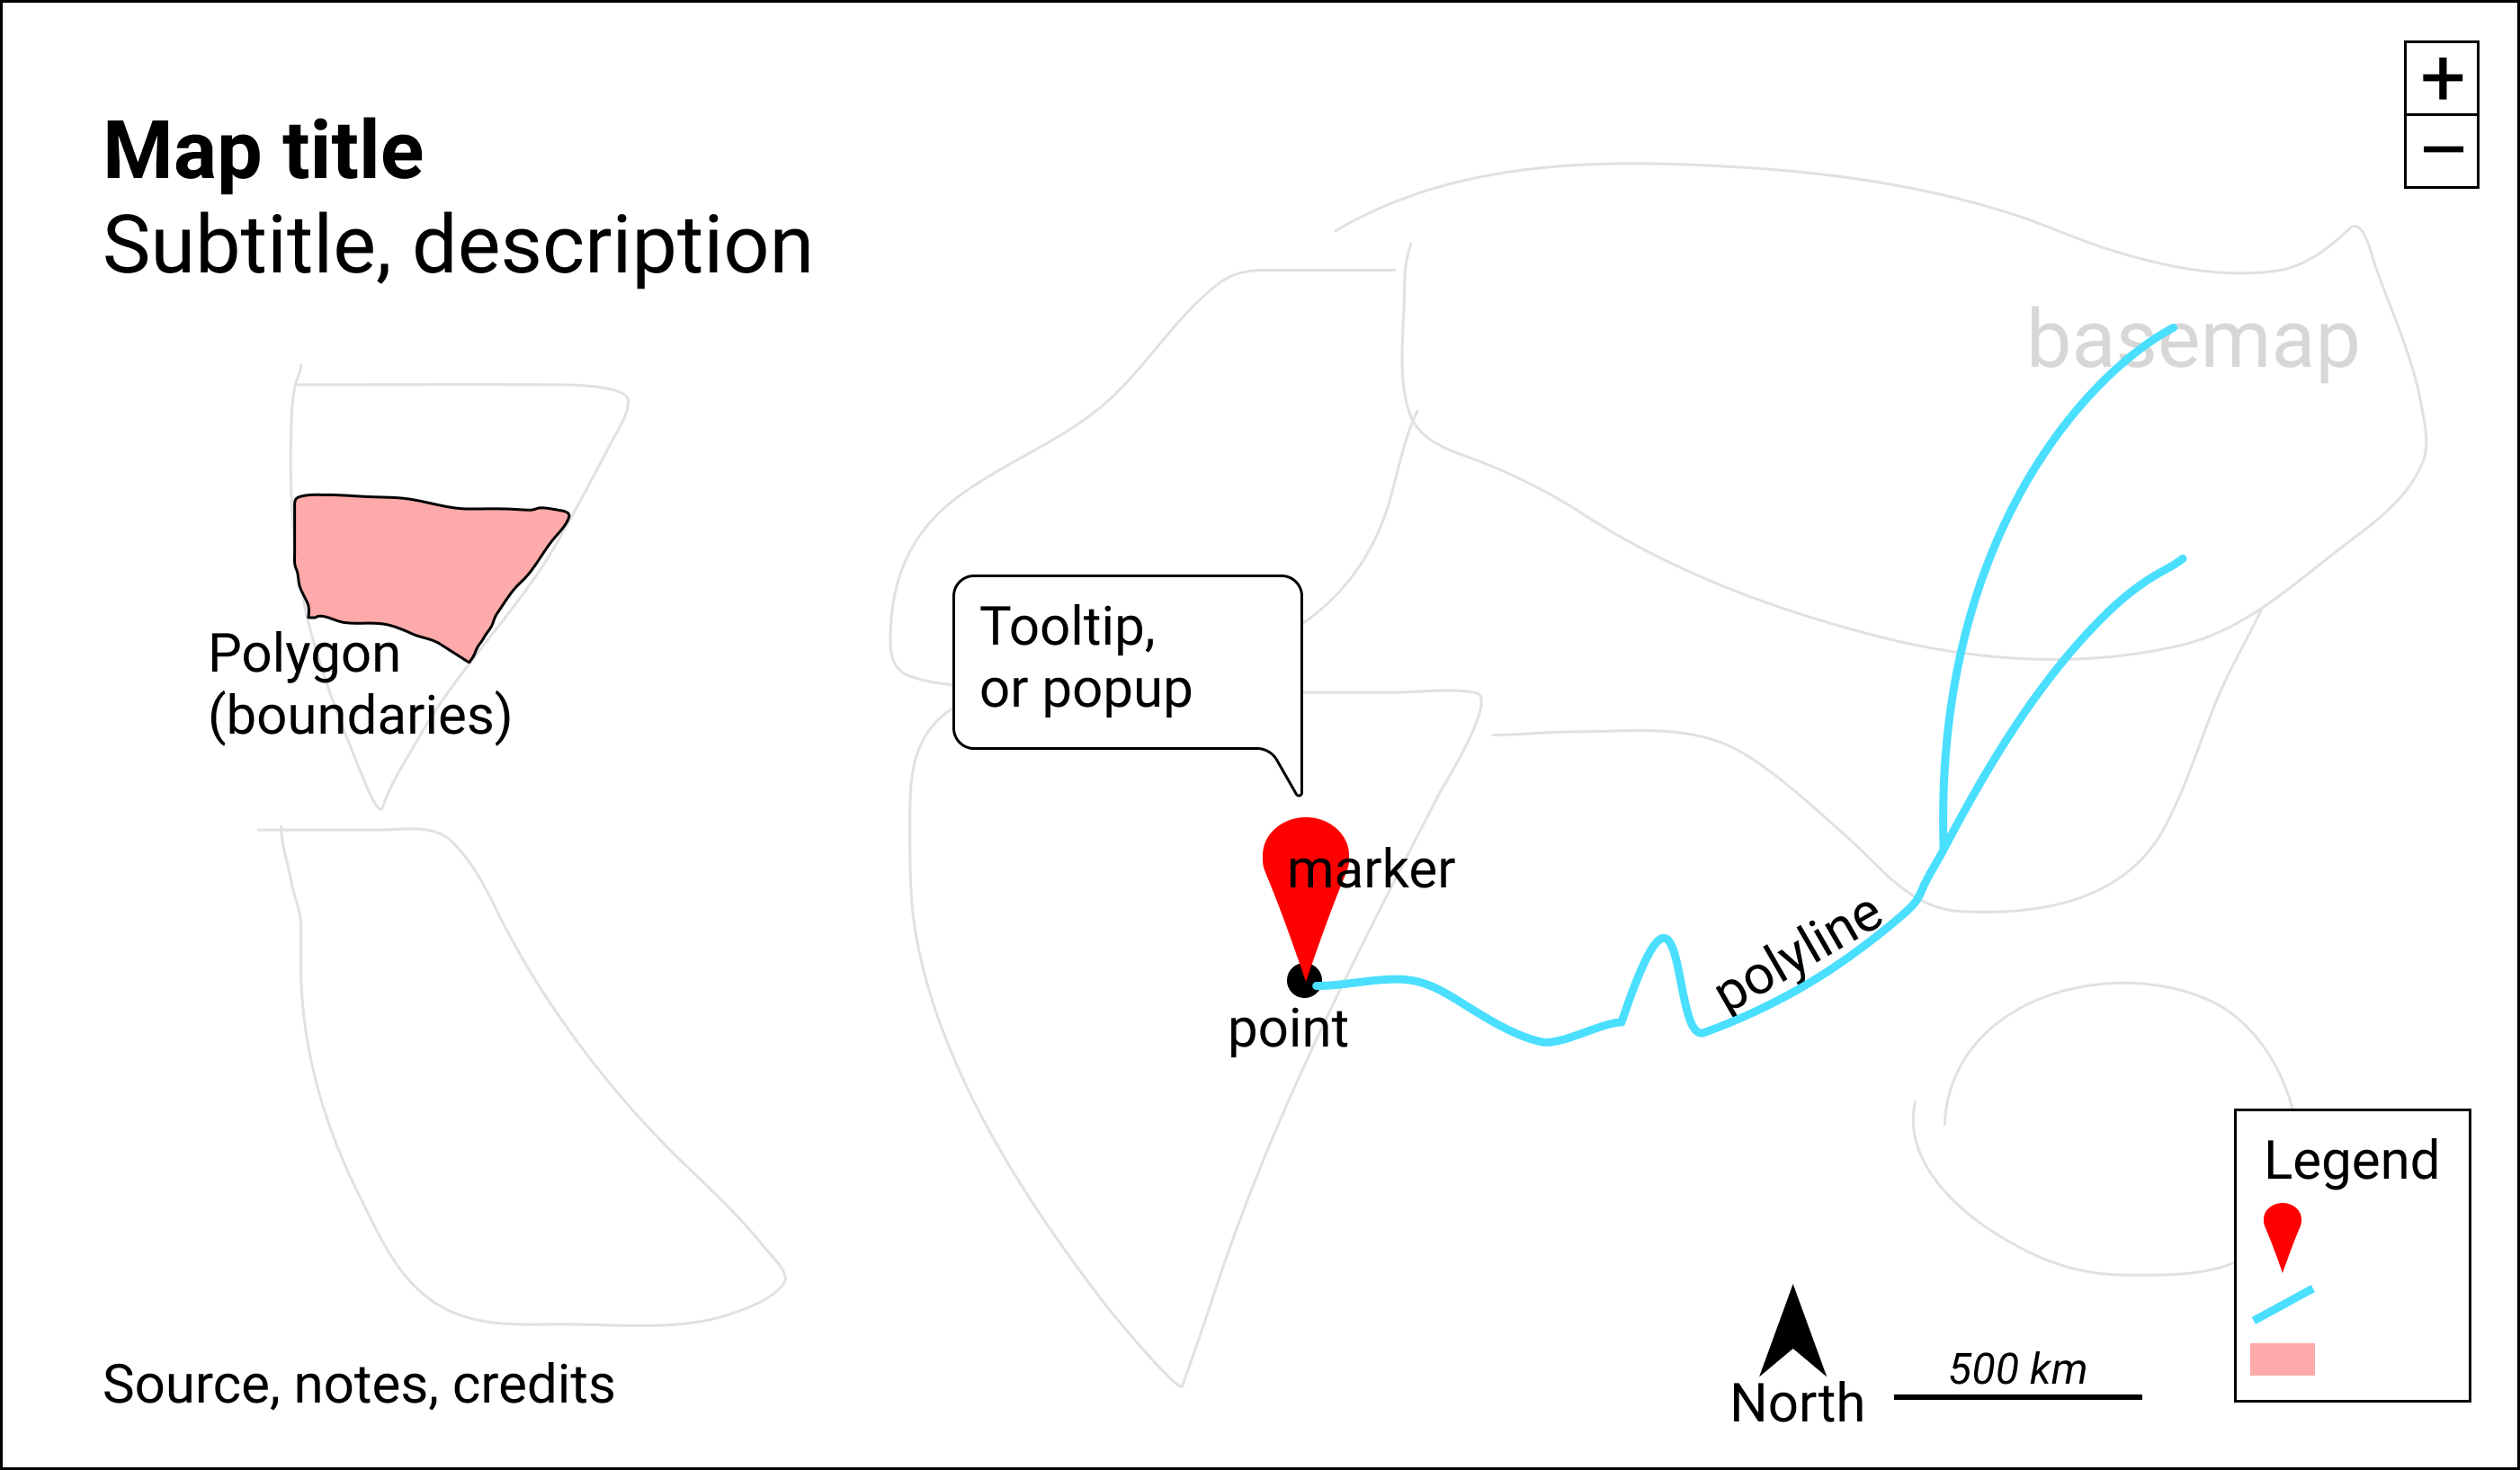 Map title
Subtitle, description
+
−
basemap
Tooltip,
or popup
Polygon
(boundaries)
marker
point
polyline
Legend
Source, notes, credits
North
500 km